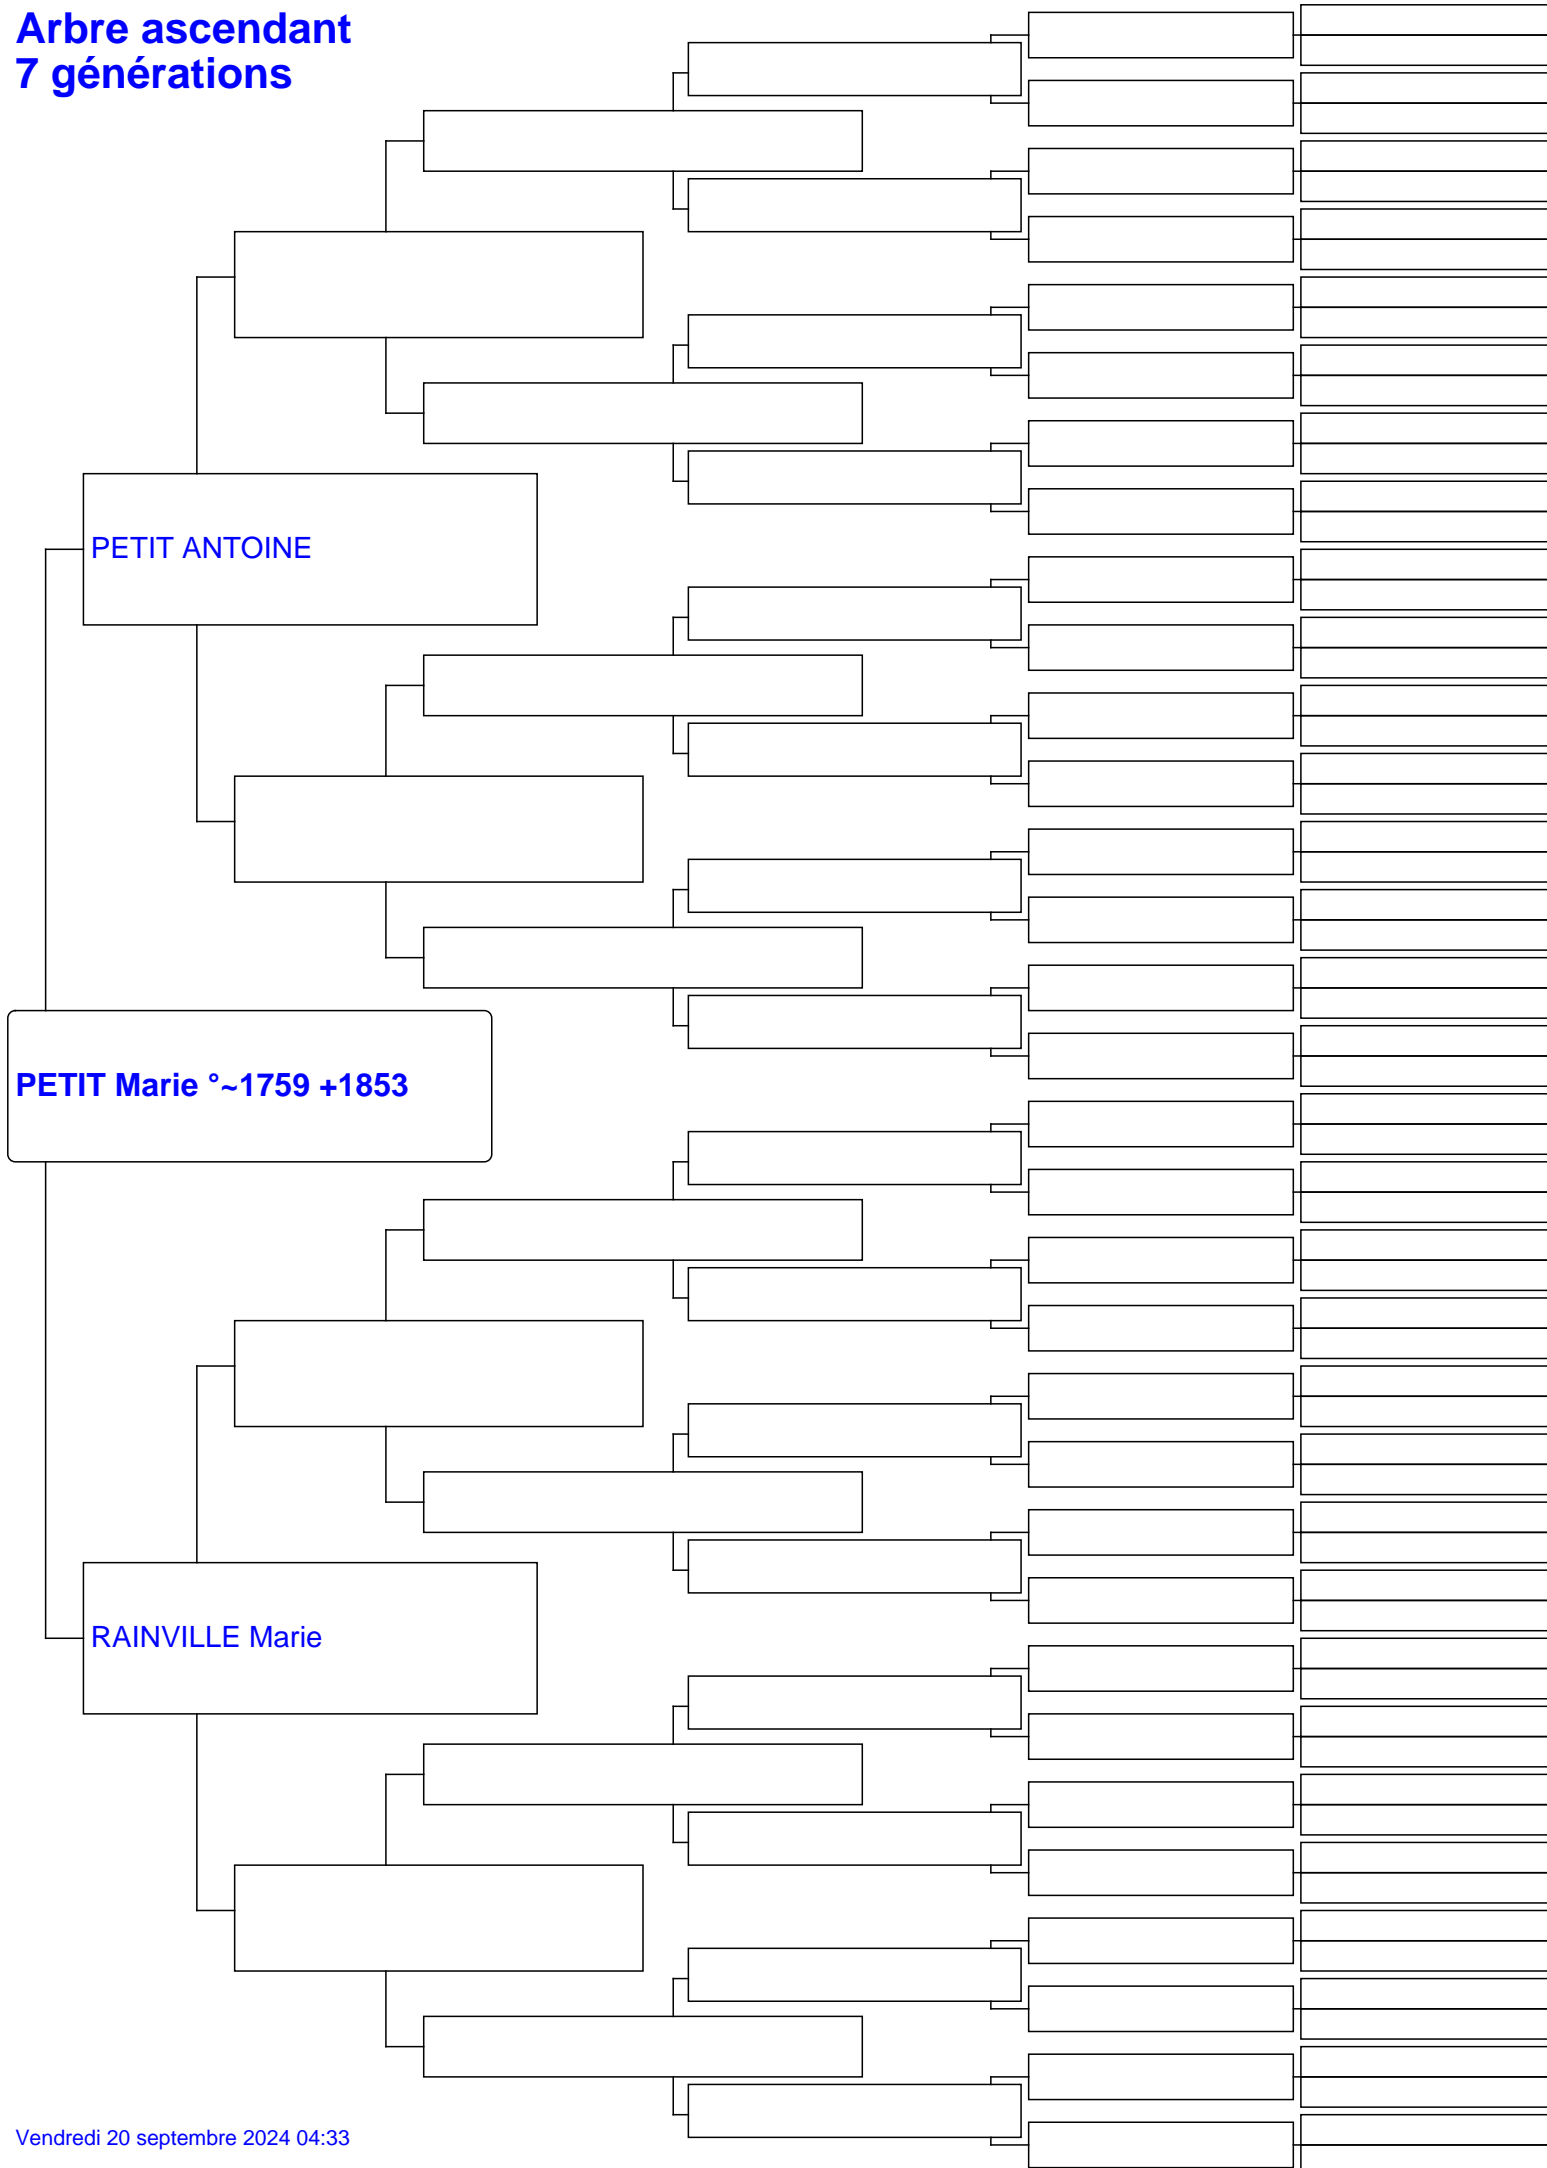 Arbre ascendant
7 générations
PETIT ANTOINE
PETIT Marie °~1759 +1853
RAINVILLE Marie
Vendredi 20 septembre 2024 04:33